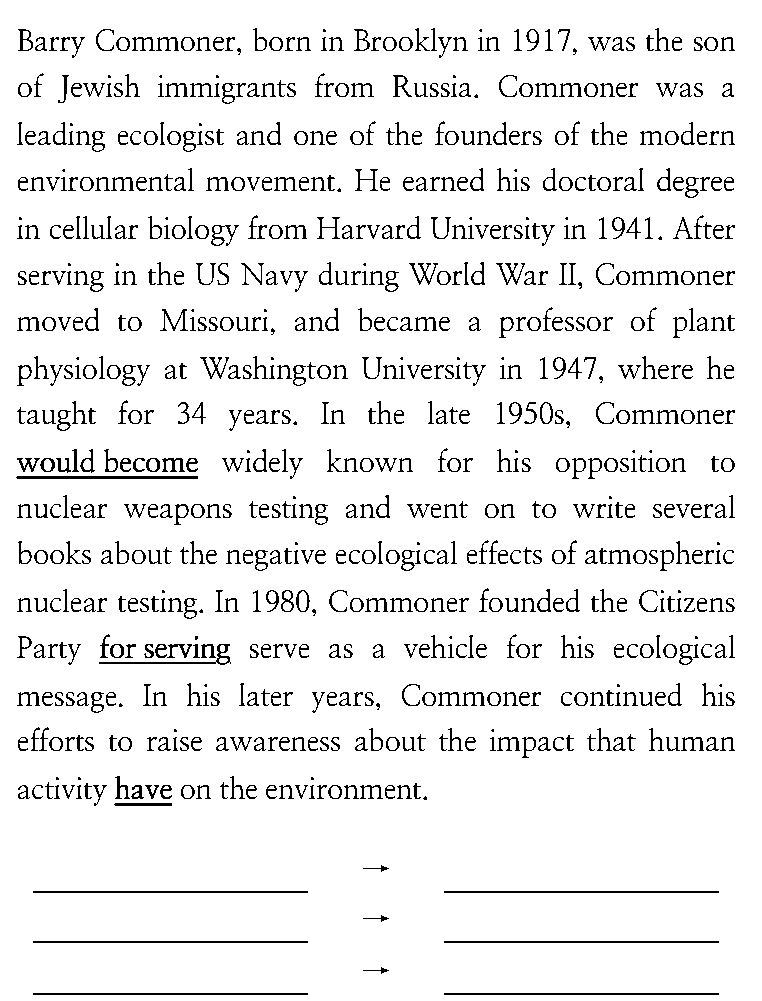 Barry Commoner, born in Brooklyn in 1917, was the son
of Jewish immigrants from Russia. Commoner was a
leading ecologist and one of the founders of the modern
environmental movement. He earned his doctoral degree
in cellular biology from Harvard University in 1941. After
serving in the US Navy during World War II, Commoner
moved to Missouri, and became a professor of plant
physiology at Washington University in 1947, where he
taught for 34 years. In the late 1950s, Commoner
would become widely known for his opposition to
nuclear weapons testing and went on to write several
books about the negative ecological effects of atmospheric
nuclear testing. In 1980, Commoner founded the Citizens
Party for serving serve as a vehicle for his ecological
message. In his later years, Commoner continued his
efforts to raise awareness about the impact that human
activity have on the environment.
→
→
→